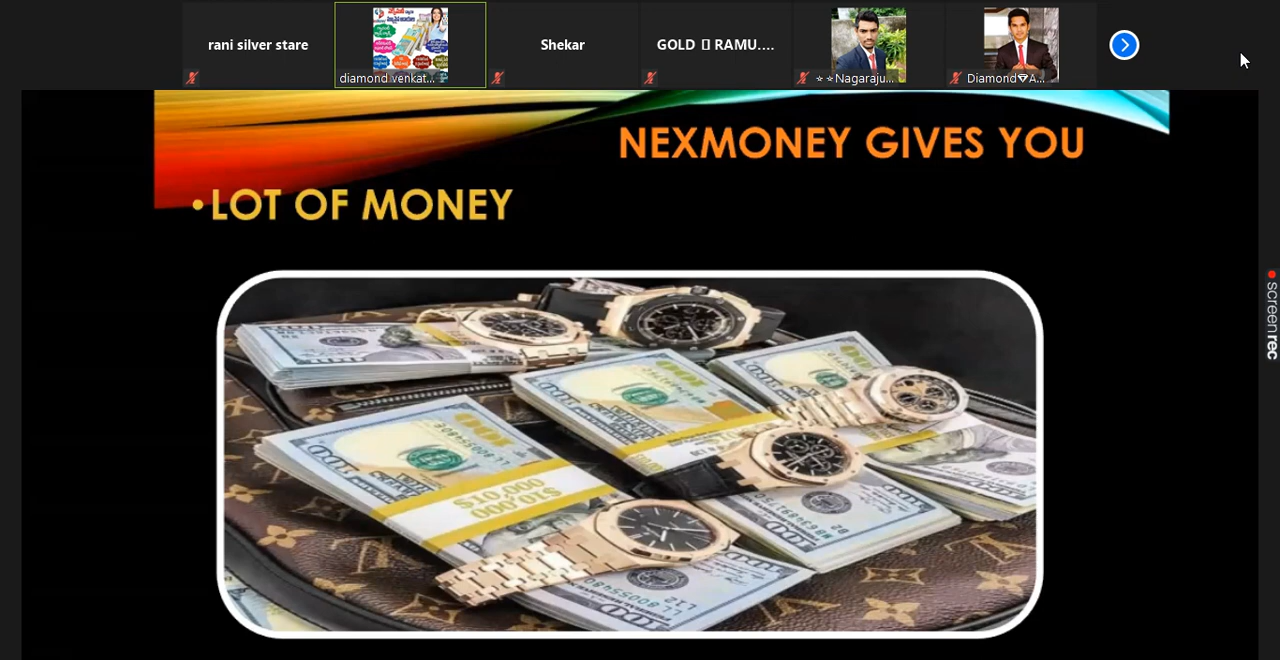 rani silver stare
diamond.venkat...
Shekar
GOLD ▯ RAMU....
⭐⭐Nagaraju...
Diamond💎A...
NEXMONEY GIVES YOU
•LOT OF MONEY
$10,000
$10,000
screenrec